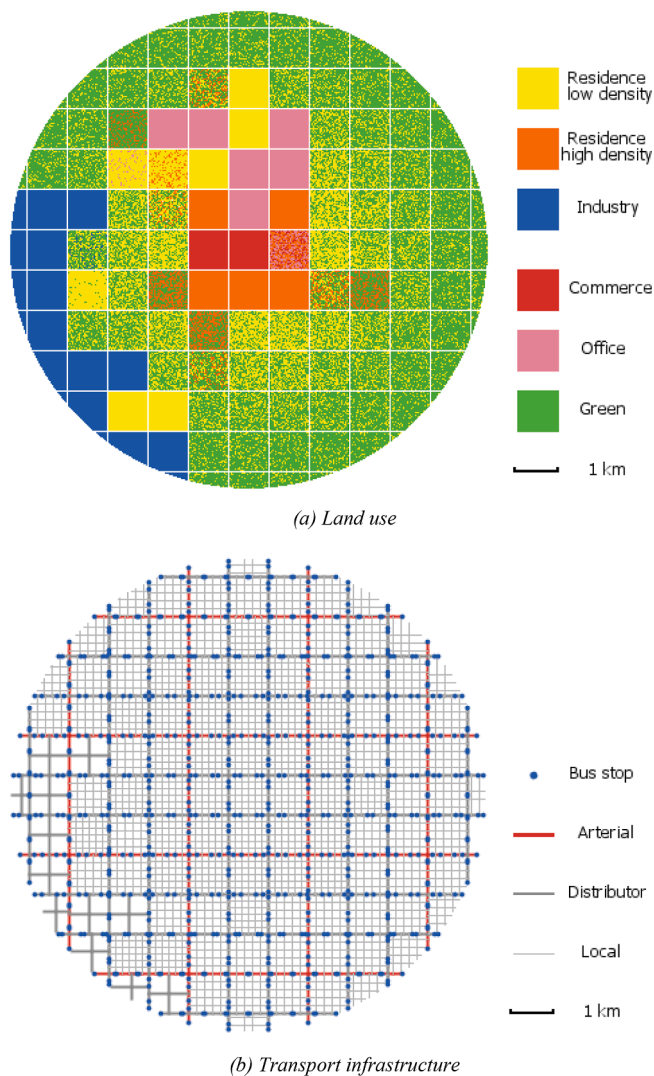 Residence
low density
Residence
high density
Industry
Commerce
Office
Green
1 km
(a) Land use
Bus stop
Arterial
Distributor
Local
1 km
(b) Transport infrastructure